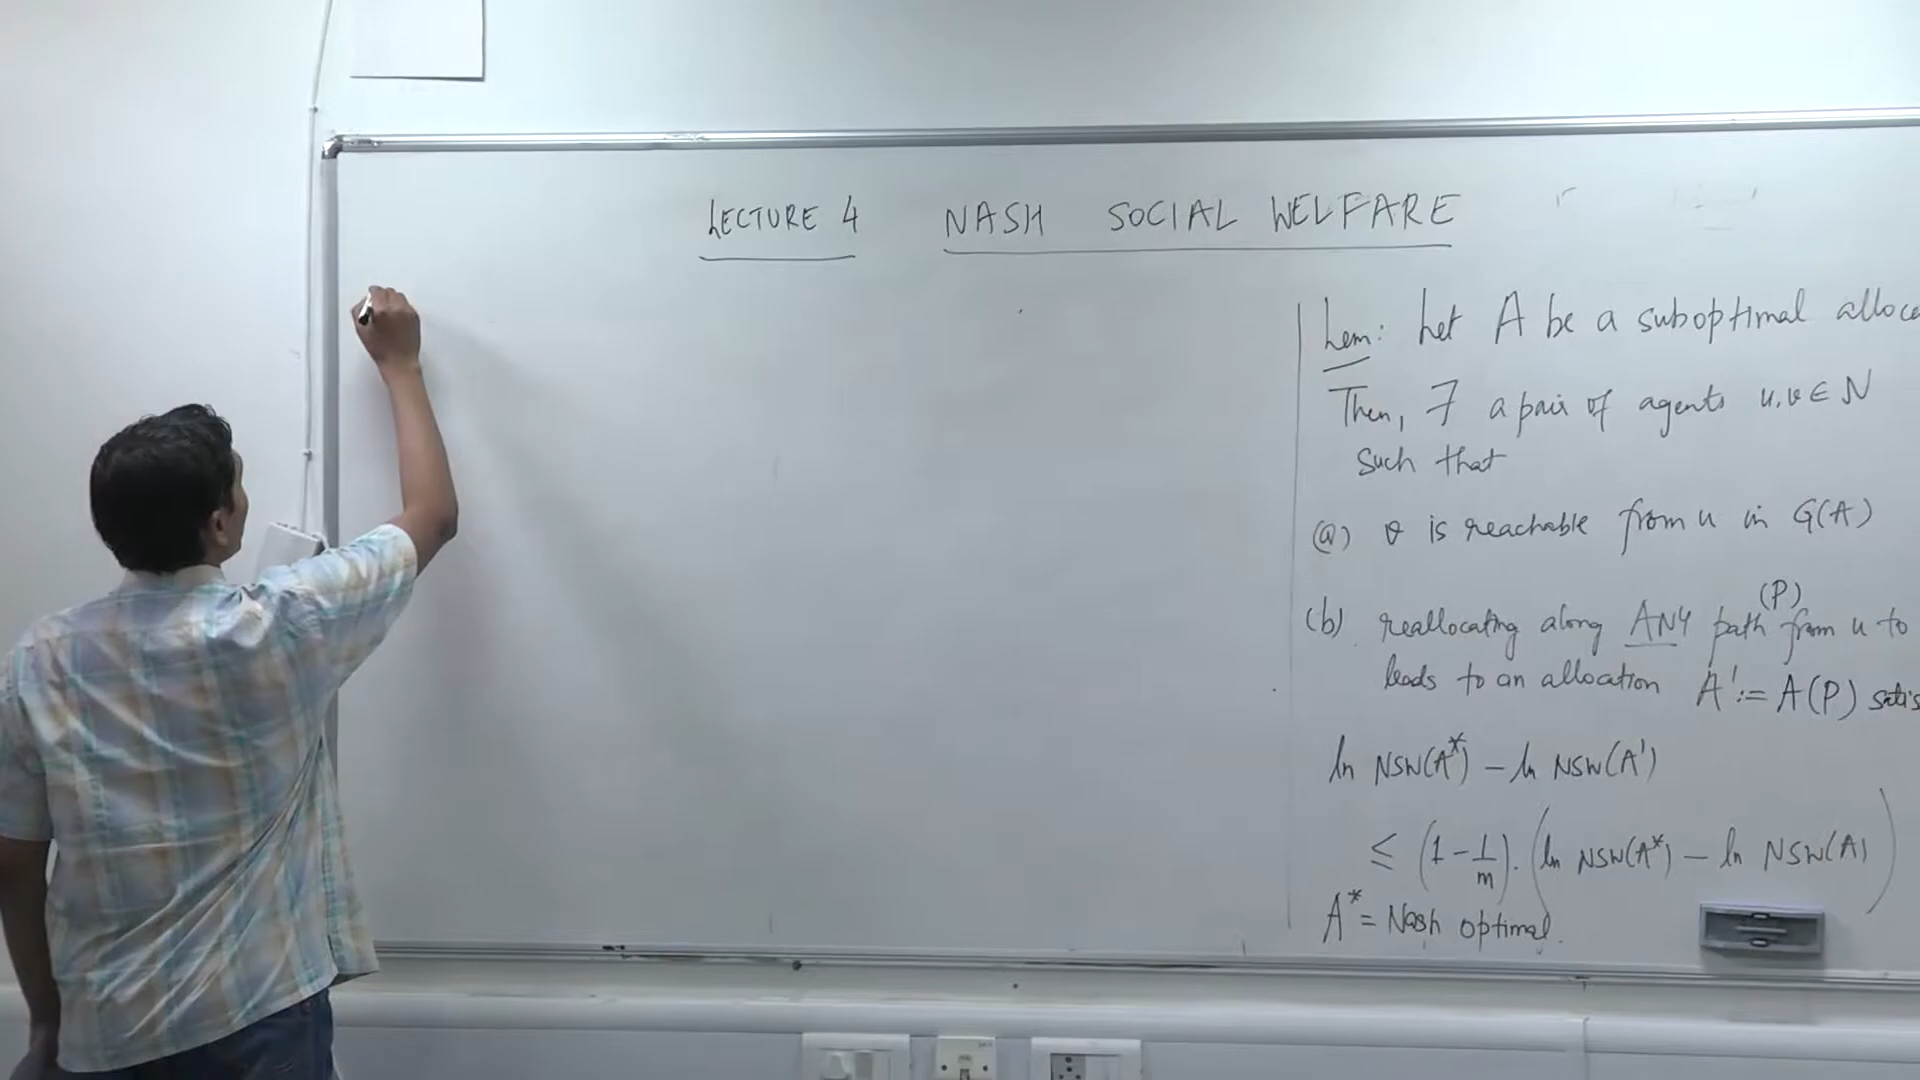 LECTURE 4 NASH SOCIAL WELFARE
Lem: Let A be a suboptimal
Then, ∃ a pair of agents u,v ∈ N
such that
(a) v is reachable from u in G(A)
(P)
(b) reallocating along ANY path from u to
leads to an allocation A' := A(P)
ln NSW(A*) – ln NSW(A')
≤ (1 - 1/m) . (ln NSW(A*) – ln NSW(A))
A* = Nash optimal.